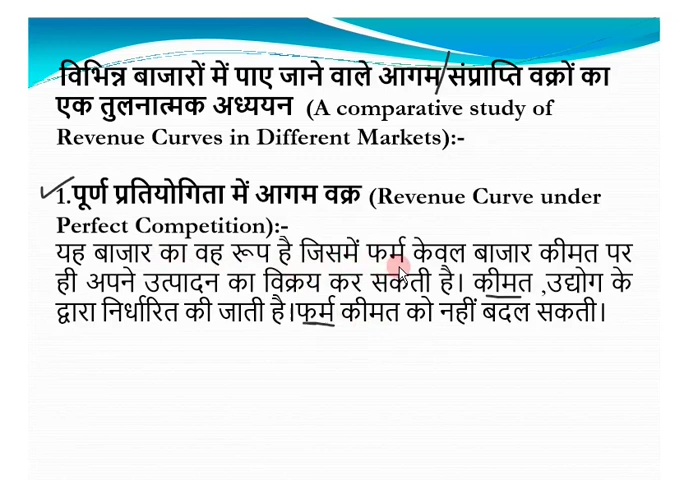 विभिन्न बाजारों में पाए जाने वाले आगम/संप्राप्ति वक्रों का
एक तुलनात्मक अध्ययन (A comparative study of
Revenue Curves in Different Markets):-
1.पूर्ण प्रतियोगिता में आगम वक्र (Revenue Curve under
Perfect Competition):-
यह बाजार का वह रूप है जिसमें फर्म केवल बाजार कीमत पर
ही अपने उत्पादन का विक्रय कर सकती है। कीमत ,उद्योग के
द्वारा निर्धारित की जाती है।फर्म कीमत को नहीं बदल सकती।